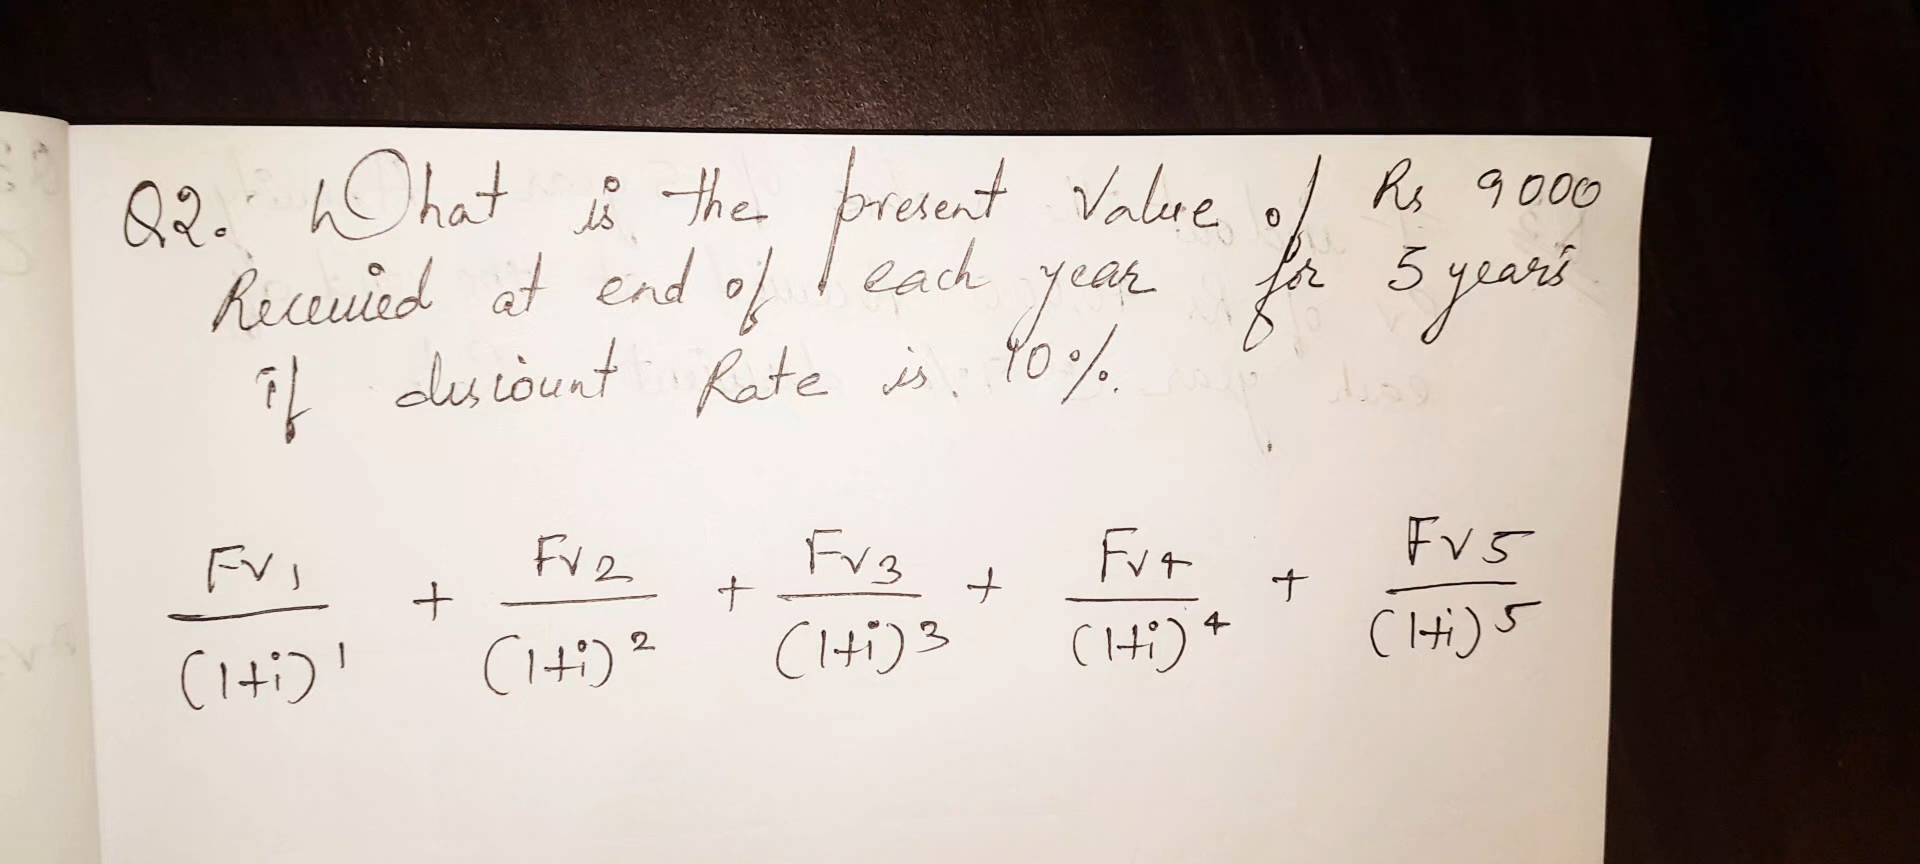 Q2. What is the present Value of Rs 9000
Received at end of each year for 5 years
if discount Rate is 10%.
Fv1/(1+i)^1 + Fv2/(1+i)^2 + Fv3/(1+i)^3 + Fv4/(1+i)^4 + Fv5/(1+i)^5